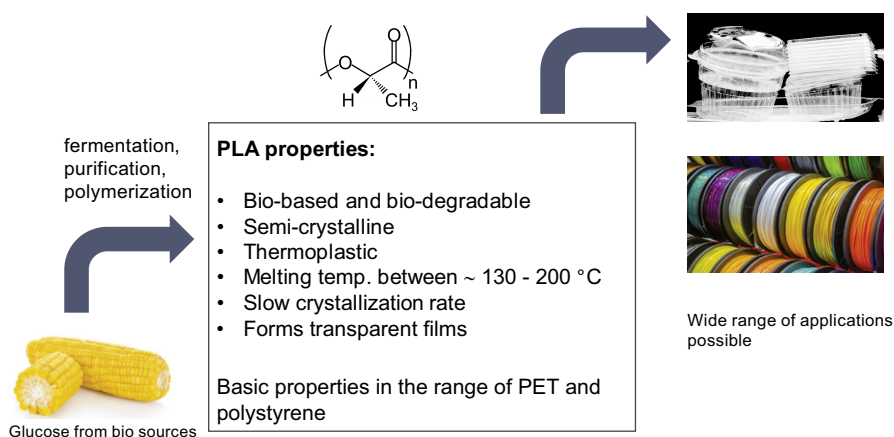 O
O
n
H
CH3
fermentation,
purification,
polymerization
PLA properties:
• Bio-based and bio-degradable
• Semi-crystalline
• Thermoplastic
• Melting temp. between ~ 130 - 200 °C
• Slow crystallization rate
• Forms transparent films
Basic properties in the range of PET and
polystyrene
Glucose from bio sources
Wide range of applications
possible